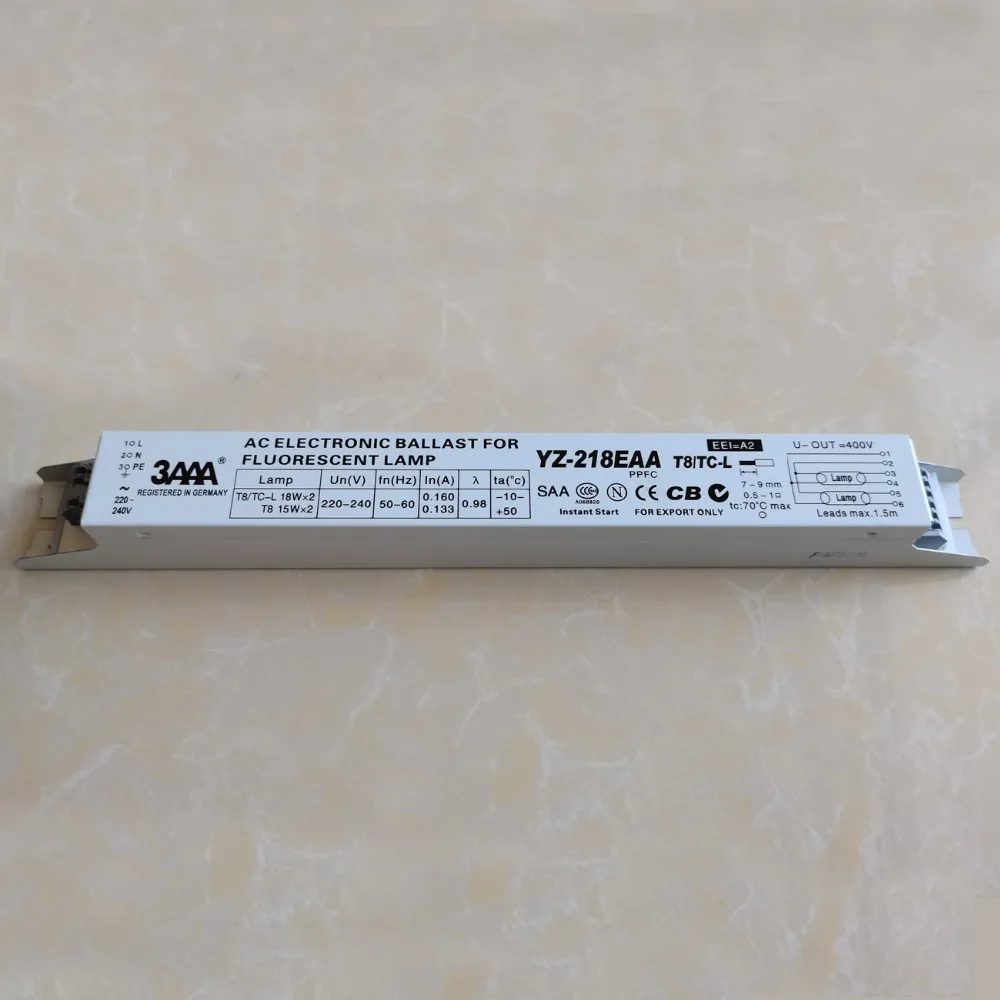 1 L
2 N
3 PE
~
220-
240V
3AAA®
REGISTERED IN GERMANY
AC ELECTRONIC BALLAST FOR
FLUORESCENT LAMP
Lamp Un(V) fn(Hz) In(A) λ ta(°c)
T8/TC-L 18W×2 220-240 50-60 0.160 0.98 -10-
T8 15W×2 0.133 +50
YZ-218EAA T8/TC-L
PPFC
SAA CCC N CE CB
A068820
Instant Start FOR EXPORT ONLY
EEI=A2
7-9mm
0.5-1
tc:70°C max
U-OUT=400V
1
2
3
Lamp 4
5
Lamp 6
Leads max.1.5m